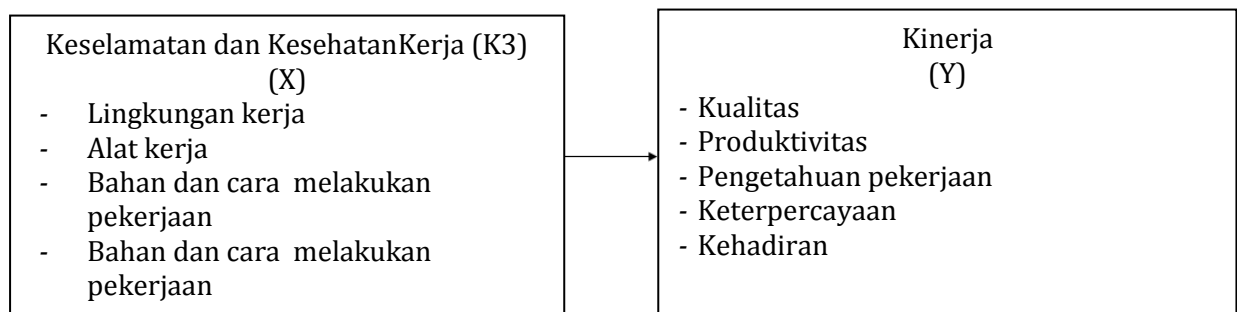 Keselamatan dan KesehatanKerja (K3)
(X)
- Lingkungan kerja
- Alat kerja
- Bahan dan cara melakukan
pekerjaan
- Bahan dan cara melakukan
pekerjaan
Kinerja
(Y)
- Kualitas
- Produktivitas
- Pengetahuan pekerjaan
- Keterpercayaan
- Kehadiran